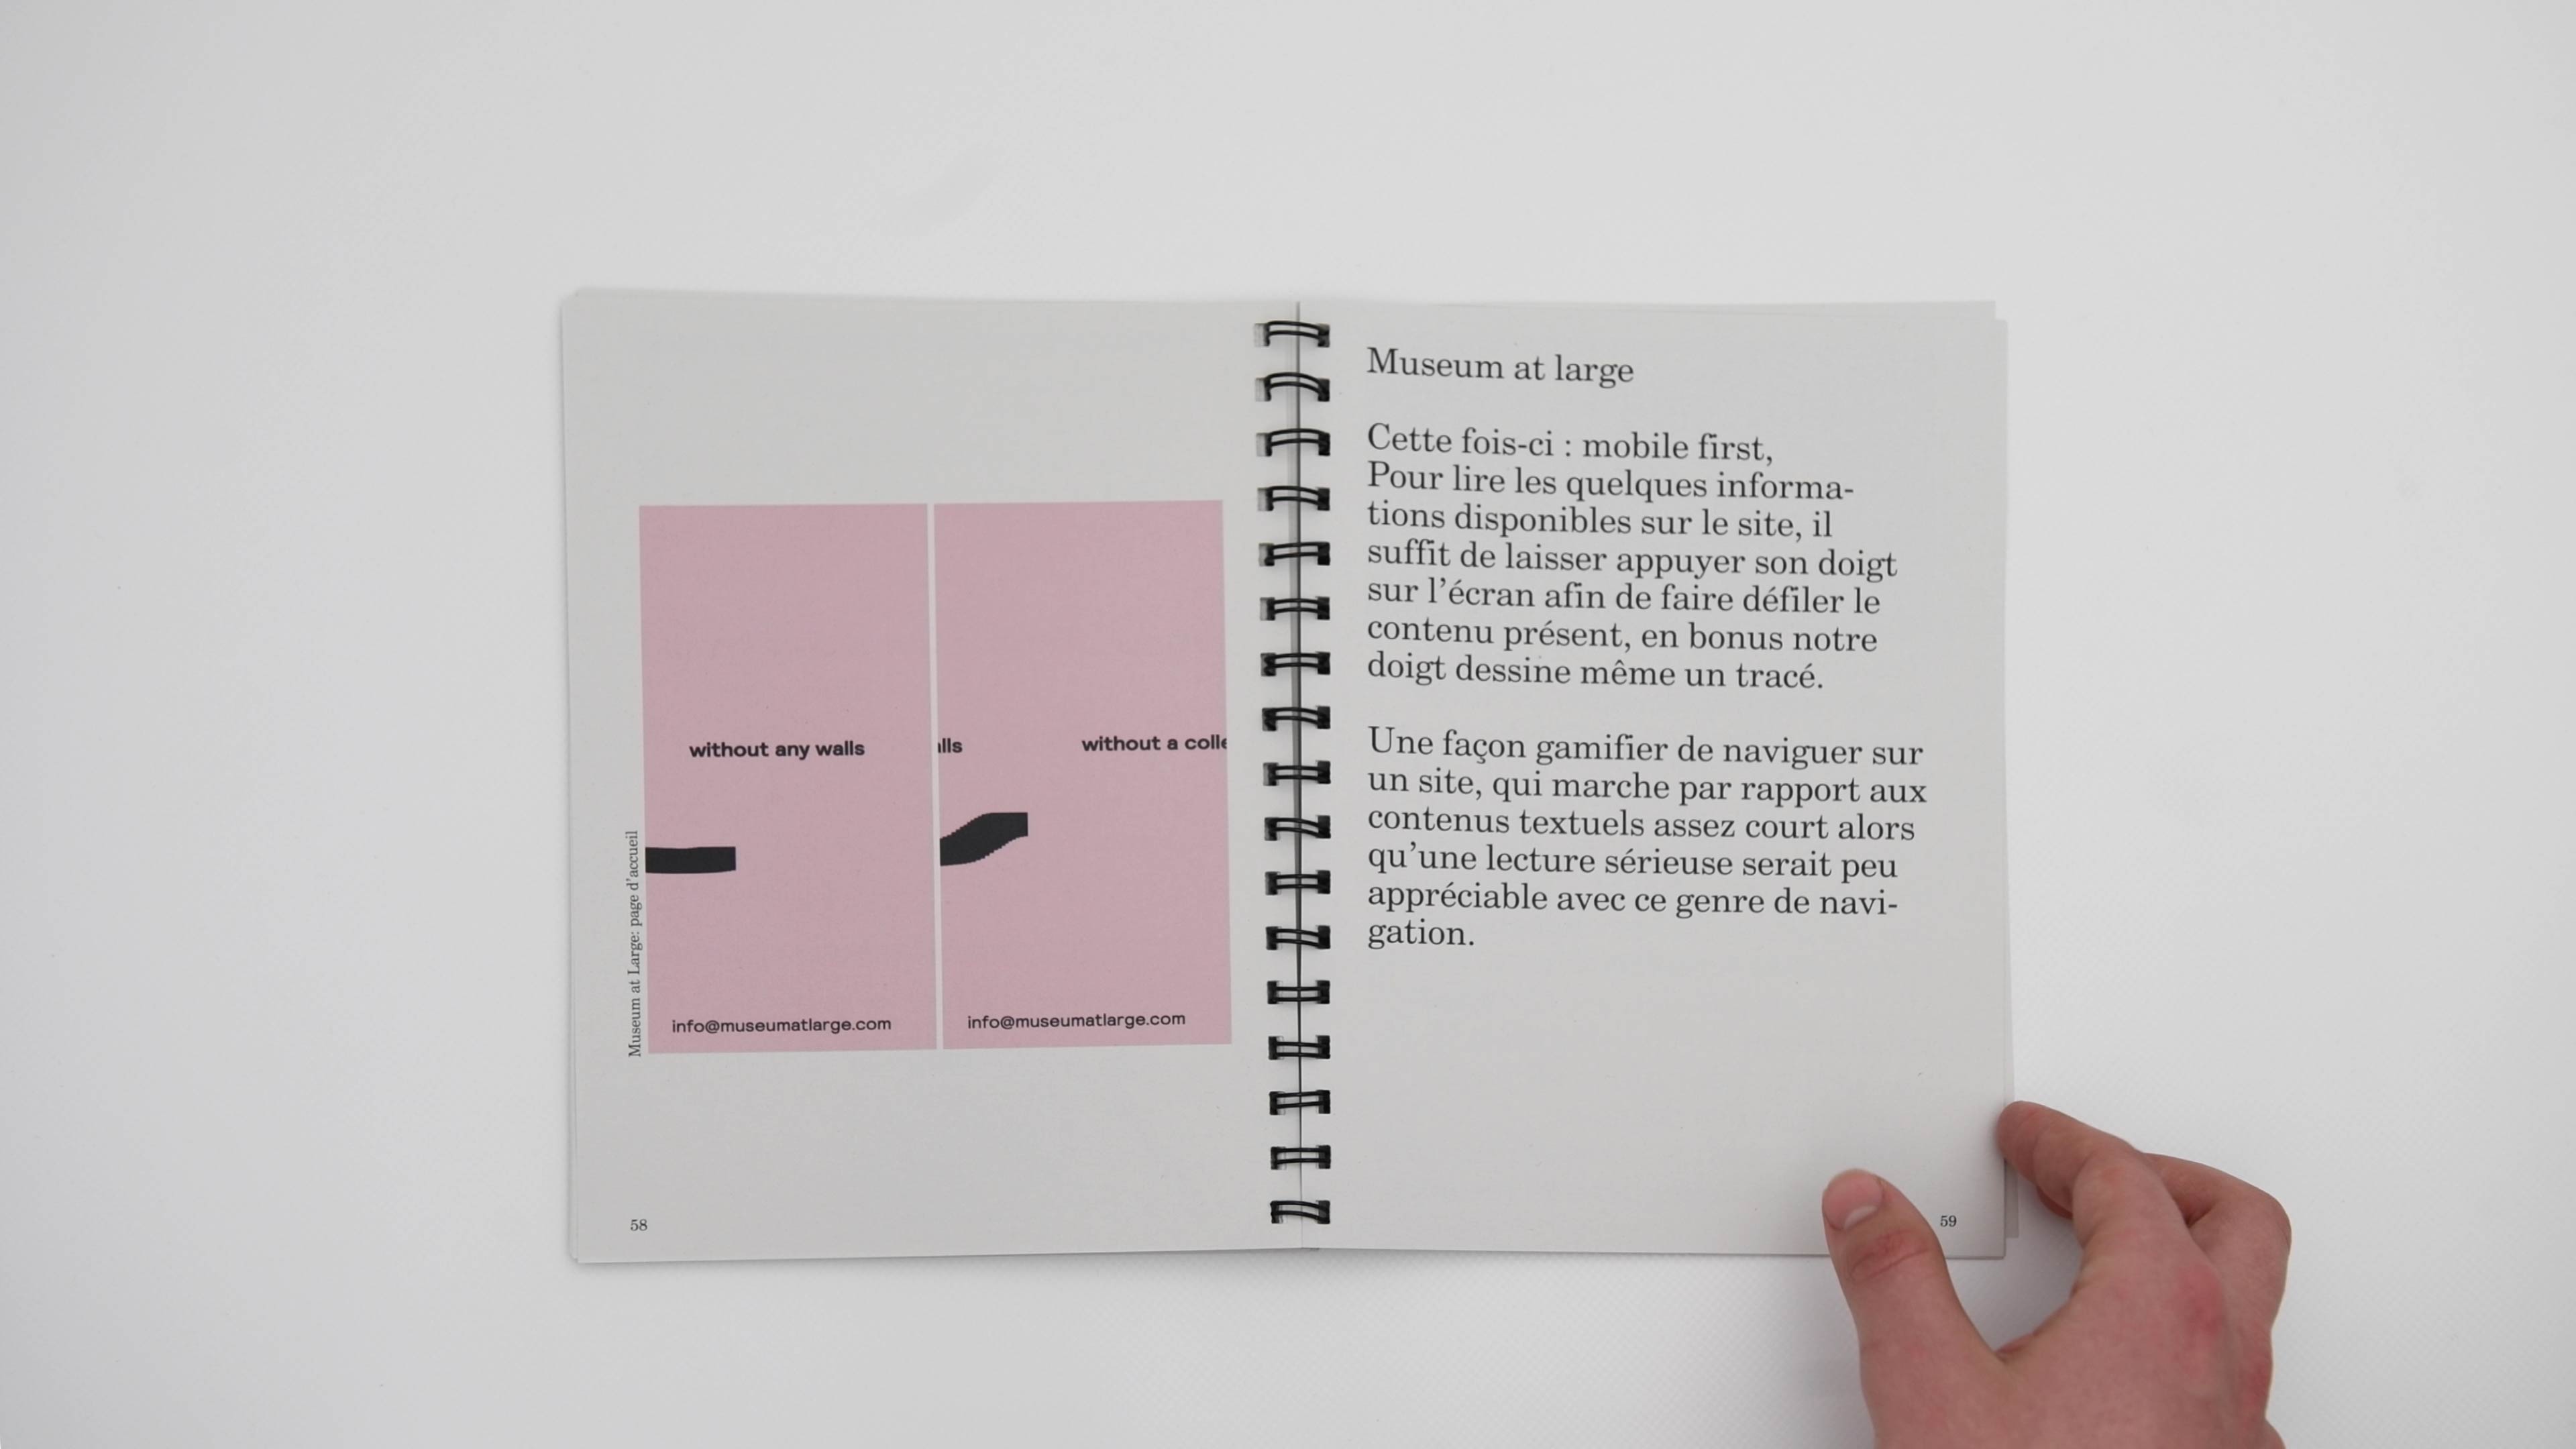 Museum at Large: page d'accueil
without any walls
info@museumatlarge.com
lls
without a colle
info@museumatlarge.com
58
Museum at large
Cette fois-ci : mobile first,
Pour lire les quelques informa-
tions disponibles sur le site, il
suffit de laisser appuyer son doigt
sur l’écran afin de faire défiler le
contenu présent, en bonus notre
doigt dessine même un tracé.
Une façon gamifier de naviguer sur
un site, qui marche par rapport aux
contenus textuels assez court alors
qu’une lecture sérieuse serait peu
appréciable avec ce genre de navi-
gation.
59